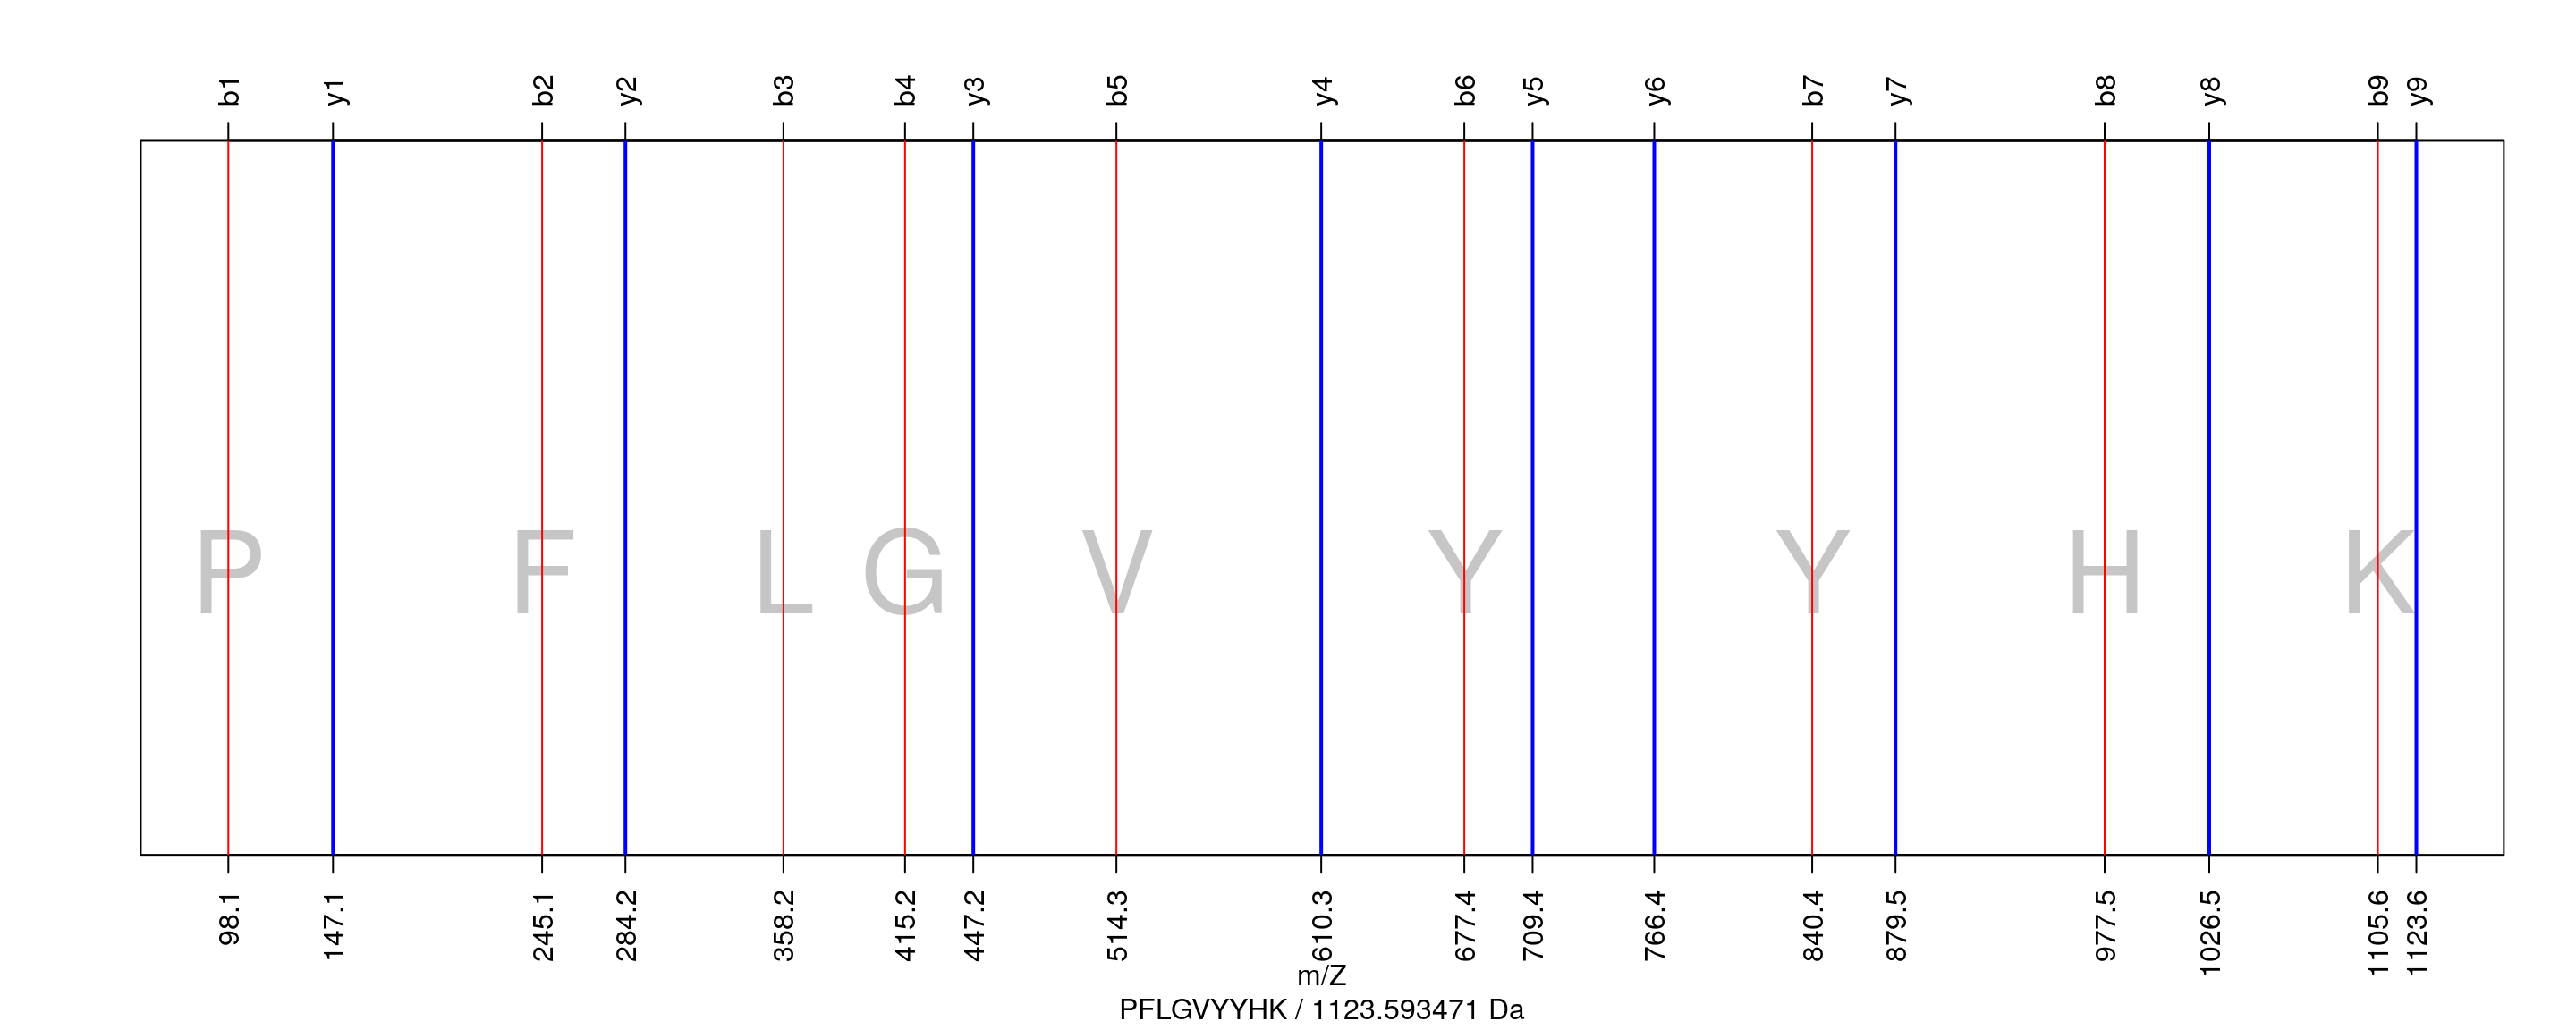 b1 y1 b2 y2 b3 b4 y3 b5 y4 b6 y5 y6 b7 y7 b8 y8 b9 y9
P F L G V Y Y H K
98.1 147.1 245.1 284.2 358.2 415.2 447.2 514.3 610.3 677.4 709.4 766.4 840.4 879.5 977.5 1026.5 1105.6 1123.6
m/Z
PFLGVYYHK / 1123.593471 Da